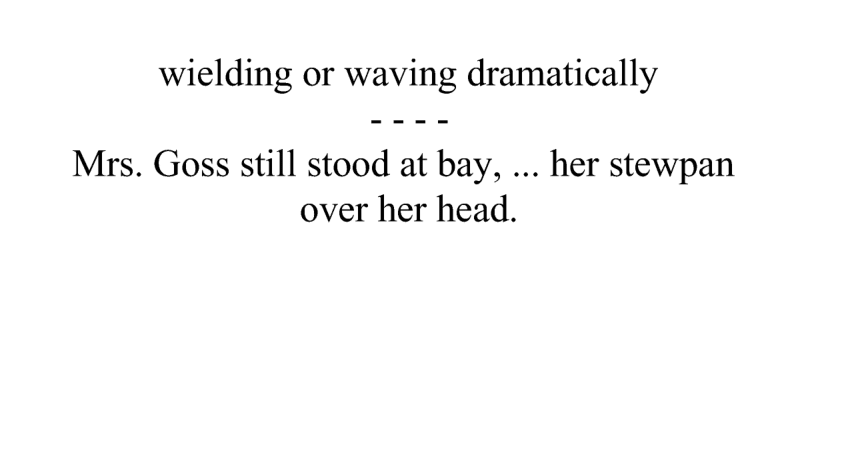 wielding or waving dramatically
- - - -
Mrs. Goss still stood at bay, ... her stewpan
over her head.